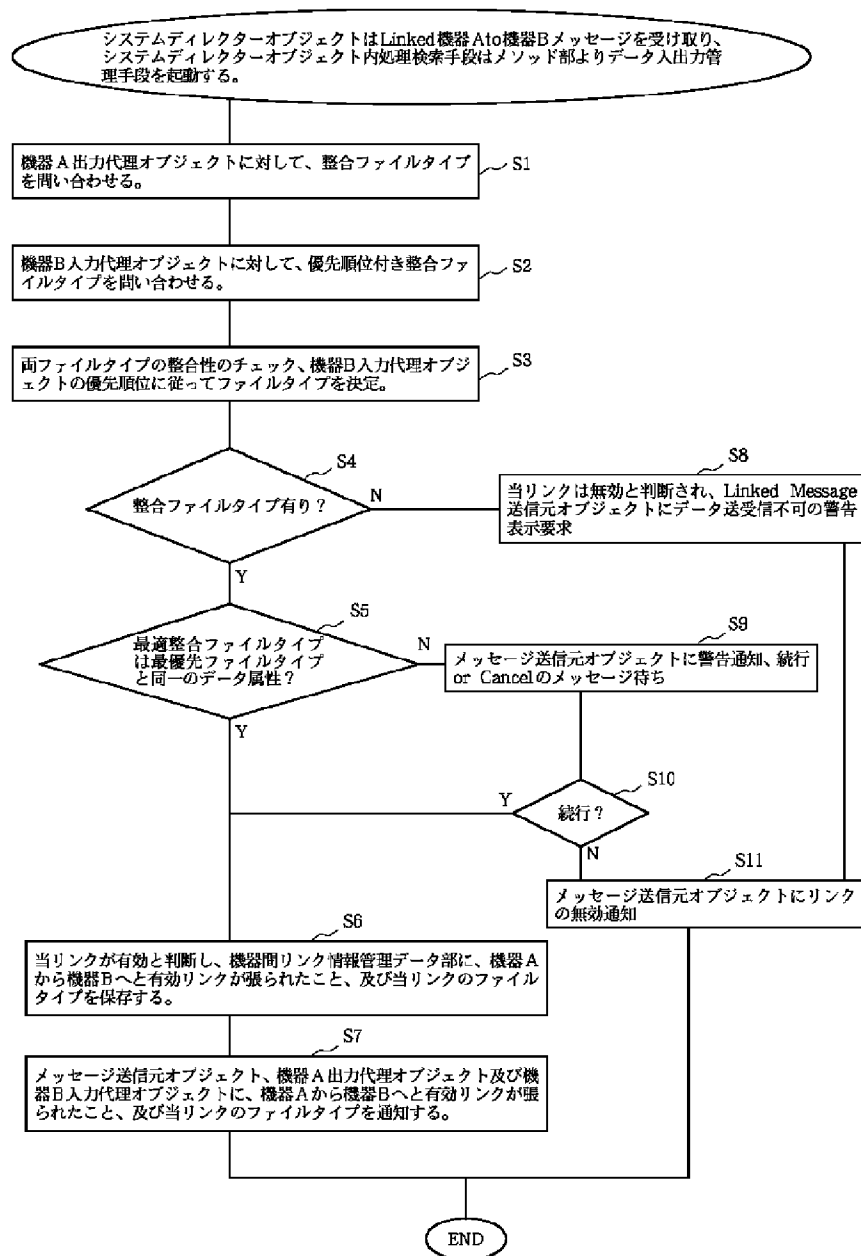 システムディレクターオブジェクトはLinked機器Ato機器Bメッセージを受け取り、
システムディレクターオブジェクト内処理検索手段はメソッド部よりデータ入出力管
理手段を起動する。
機器A出力代理オブジェクトに対して、整合ファイルタイプ
を問い合わせる。
S1
機器B入力代理オブジェクトに対して、優先順位付き整合ファ
イルタイプを問い合わせる。
S2
両ファイルタイプの整合性のチェック、機器B入力代理オブジ
ェクトの優先順位に従ってファイルタイプを決定。
S3
S4
整合ファイルタイプ有り？
N
Y
S8
当リンクは無効と判断され、Linked Message
送信元オブジェクトにデータ送受信不可の警告
表示要求
S5
最適整合ファイルタイプ
は最優先ファイルタイプ
と同一のデータ属性？
N
Y
S9
メッセージ送信元オブジェクトに警告通知、続行
or Cancelのメッセージ待ち
S10
続行？
Y
N
S11
メッセージ送信元オブジェクトにリンク
の無効通知
S6
当リンクが有効と判断し、機器間リンク情報管理データ部に、機器A
から機器Bへと有効リンクが張られたこと、及び当リンクのファイル
タイプを保存する。
S7
メッセージ送信元オブジェクト、機器A出力代理オブジェクト及び機
器B入力代理オブジェクトに、機器Aから機器Bへと有効リンクが張
られたこと、及び当リンクのファイルタイプを通知する。
END